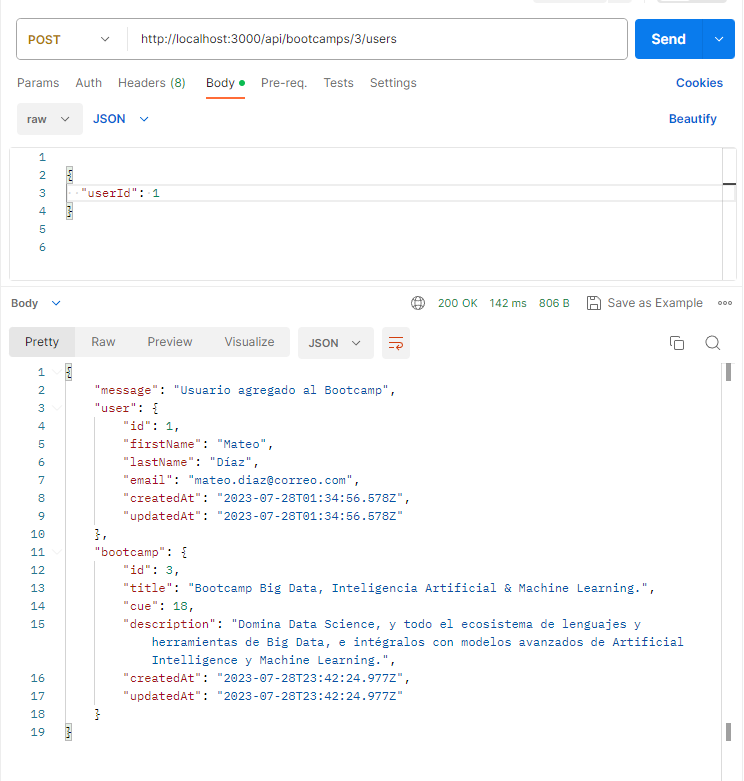 POST http://localhost:3000/api/bootcamps/3/users Send
Params Auth Headers (8) Body Pre-req. Tests Settings Cookies
raw JSON Beautify
1
2 {
3 "userId": 1
4 }
5
6
Body 200 OK 142 ms 806 B Save as Example
Pretty Raw Preview Visualize JSON
1 {
2 "message": "Usuario agregado al Bootcamp",
3 "user": {
4 "id": 1,
5 "firstName": "Mateo",
6 "lastName": "Díaz",
7 "email": "mateo.diaz@correo.com",
8 "createdAt": "2023-07-28T01:34:56.578Z",
9 "updatedAt": "2023-07-28T01:34:56.578Z"
10 },
11 "bootcamp": {
12 "id": 3,
13 "title": "Bootcamp Big Data, Inteligencia Artificial & Machine Learning.",
14 "cue": 18,
15 "description": "Domina Data Science, y todo el ecosistema de lenguajes y
herramientas de Big Data, e intégralos con modelos avanzados de Artificial
Intelligence y Machine Learning.",
16 "createdAt": "2023-07-28T23:42:24.977Z",
17 "updatedAt": "2023-07-28T23:42:24.977Z"
18 }
19 }